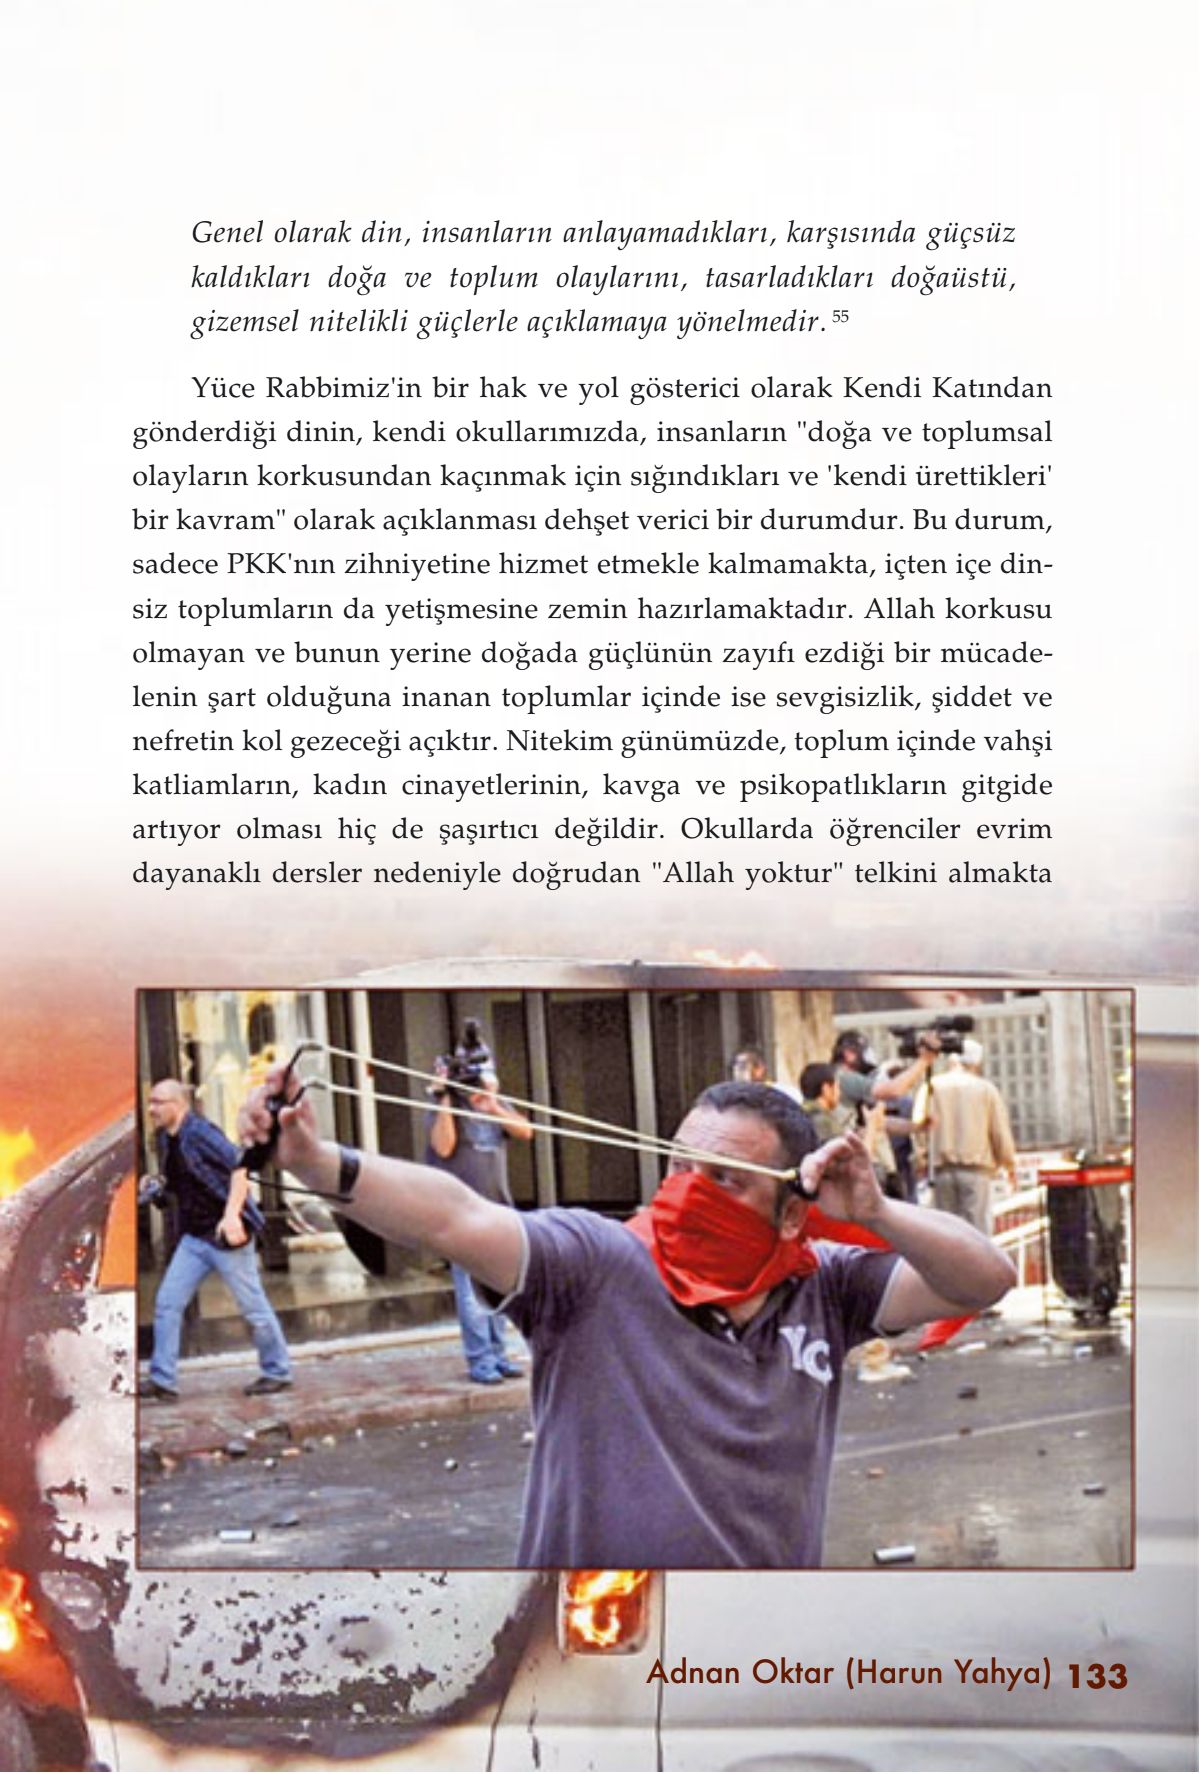 Genel olarak din, insanların anlayamadıkları, karşısında güçsüz
kaldıkları doğa ve toplum olaylarını, tasarladıkları doğaüstü,
gizemsel nitelikli güçlerle açıklamaya yönelmedir. 55
Yüce Rabbimiz'in bir hak ve yol gösterici olarak Kendi Katından
gönderdiği dinin, kendi okullarımızda, insanların "doğa ve toplumsal
olayların korkusundan kaçınmak için sığındıkları ve 'kendi ürettikleri'
bir kavram" olarak açıklanması dehşet verici bir durumdur. Bu durum,
sadece PKK'nın zihniyetine hizmet etmekle kalmamakta, içten içe din-
siz toplumların da yetişmesine zemin hazırlamaktadır. Allah korkusu
olmayan ve bunun yerine doğada güçlünün zayıfı ezdiği bir mücade-
lenin şart olduğuna inanan toplumlar içinde ise sevgisizlik, şiddet ve
nefretin kol gezeceği açıktır. Nitekim günümüzde, toplum içinde vahşi
katliamların, kadın cinayetlerinin, kavga ve psikopatlıkların gitgide
artıyor olması hiç de şaşırtıcı değildir. Okullarda öğrenciler evrim
dayanaklı dersler nedeniyle doğrudan "Allah yoktur" telkini almakta
Adnan Oktar (Harun Yahya) 133